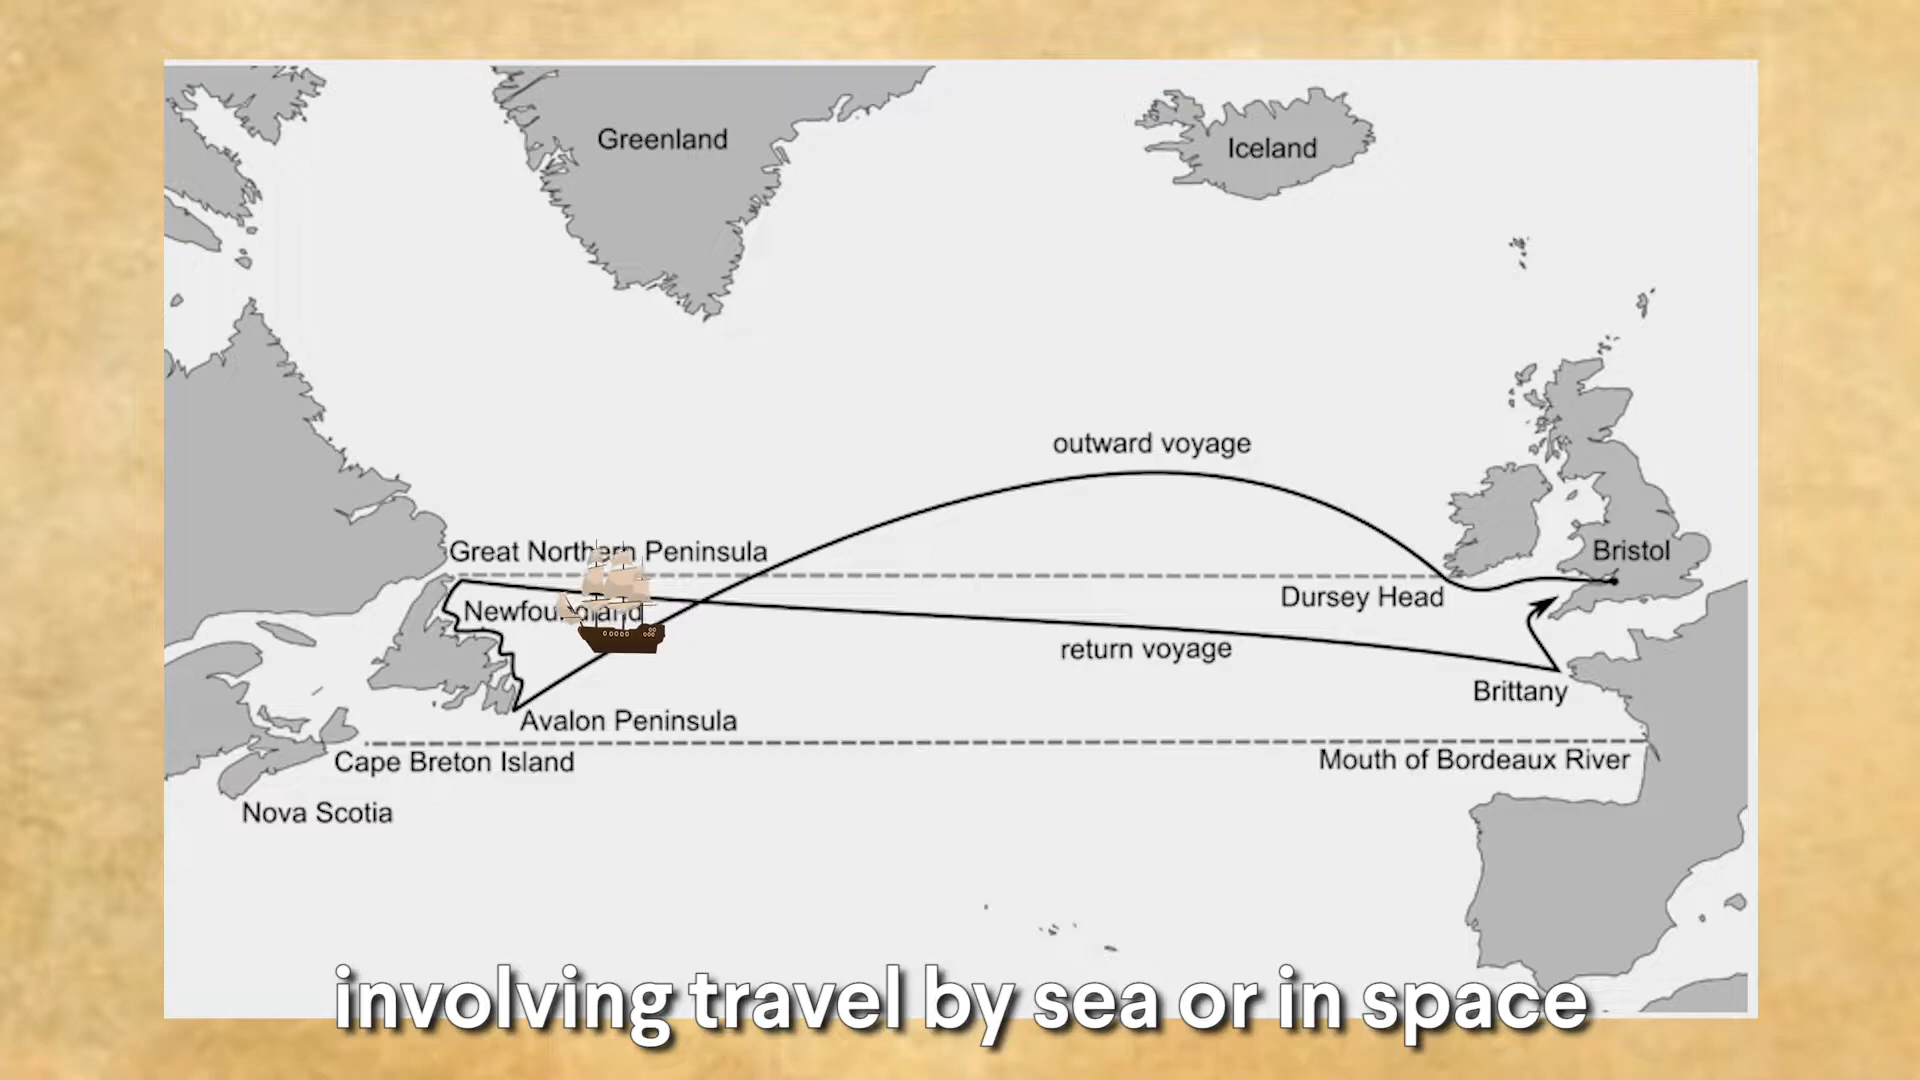 Greenland
Iceland
outward voyage
Great Northern Peninsula
Bristol
Dursey Head
Newfoundland
return voyage
Brittany
Avalon Peninsula
Cape Breton Island
Mouth of Bordeaux River
Nova Scotia
involving travel by sea or in space